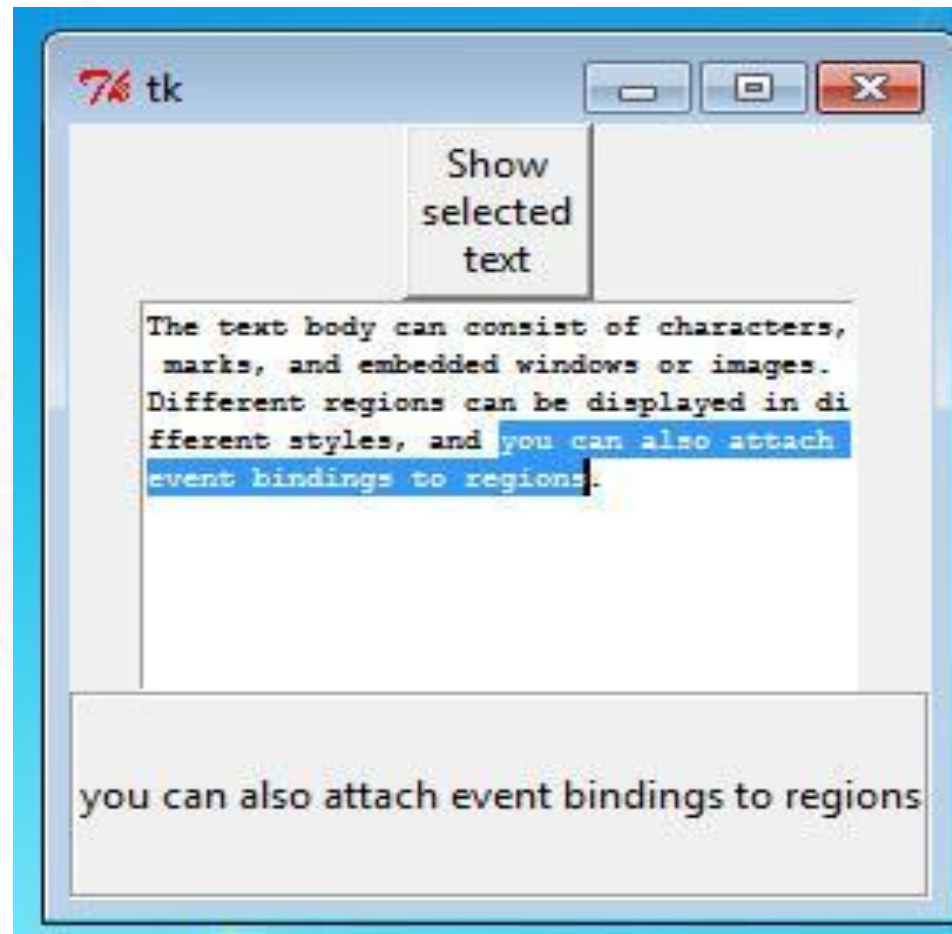 tk
Show
selected
text
The text body can consist of characters,
marks, and embedded windows or images.
Different regions can be displayed in di
fferent styles, and you can also attach
event bindings to regions.
you can also attach event bindings to regions